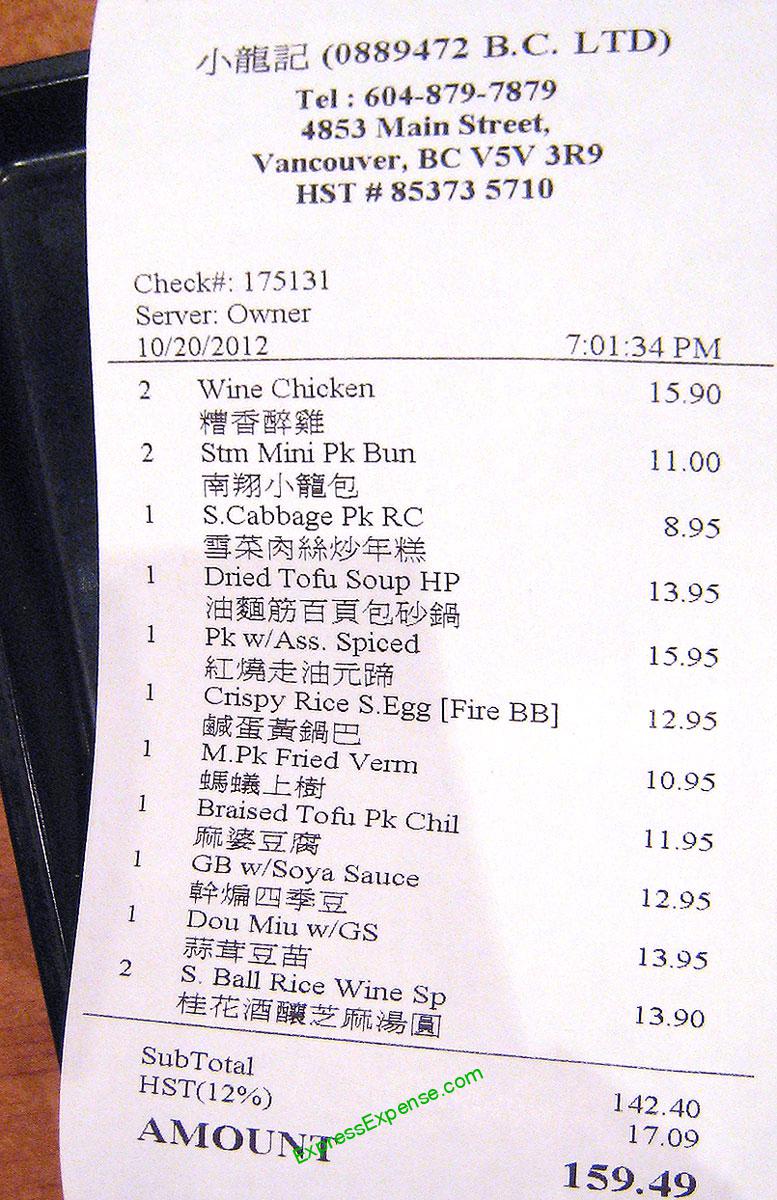 小龍記 (0889472 B.C. LTD)
Tel : 604-879-7879
4853 Main Street,
Vancouver, BC V5V 3R9
HST # 85373 5710
Check#: 175131
Server: Owner
10/20/2012 7:01:34 PM
2 Wine Chicken 15.90
糟香醉雞
2 Stm Mini Pk Bun 11.00
南翔小籠包
1 S.Cabbage Pk RC 8.95
雪菜肉絲炒年糕
1 Dried Tofu Soup HP 13.95
油麵筋百頁包砂鍋
1 Pk w/Ass. Spiced 15.95
紅燒走油元蹄
1 Crispy Rice S.Egg [Fire BB] 12.95
鹹蛋黃鍋巴
1 M.Pk Fried Verm 10.95
螞蟻上樹
1 Braised Tofu Pk Chil 11.95
麻婆豆腐
1 GB w/Soya Sauce 12.95
幹煸四季豆
1 Dou Miu w/GS 13.95
蒜茸豆苗
2 S. Ball Rice Wine Sp 13.90
桂花酒釀芝麻湯圓
SubTotal 142.40
HST(12%) 17.09
AMOUNT 159.49
ExpressExpense.com